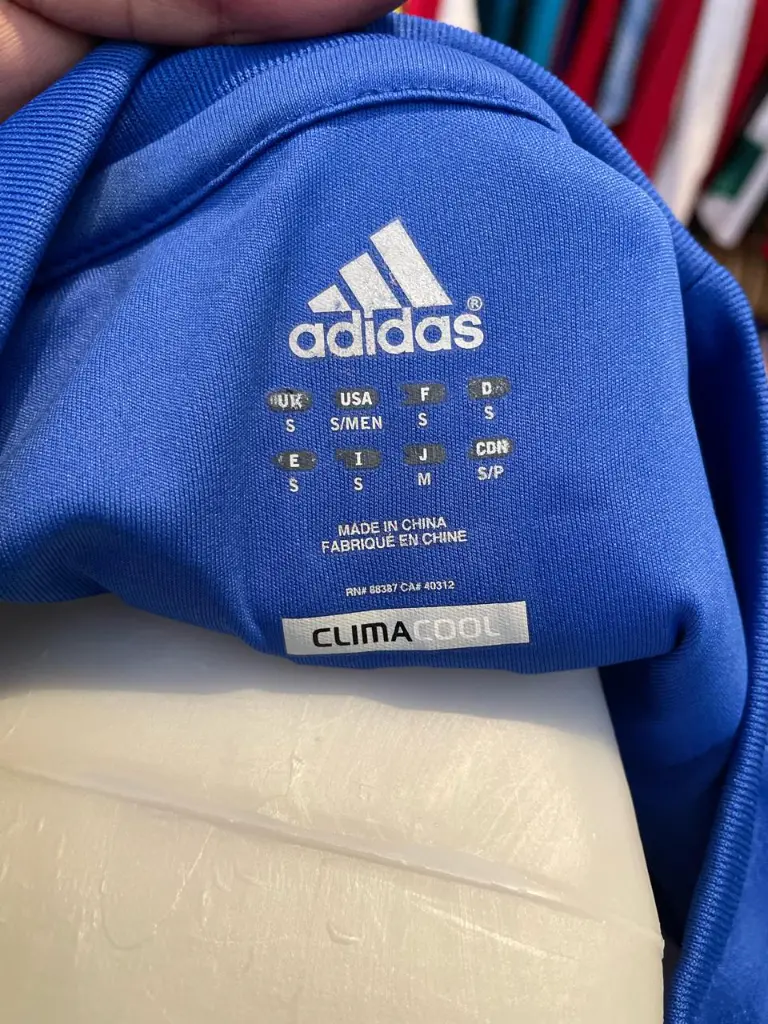 adidas®
UK USA F D
S S/MEN S S
E I J CDN
S S M S/P
MADE IN CHINA
FABRIQUÉ EN CHINE
RN# 88387 CA# 40312
CLIMACOOL